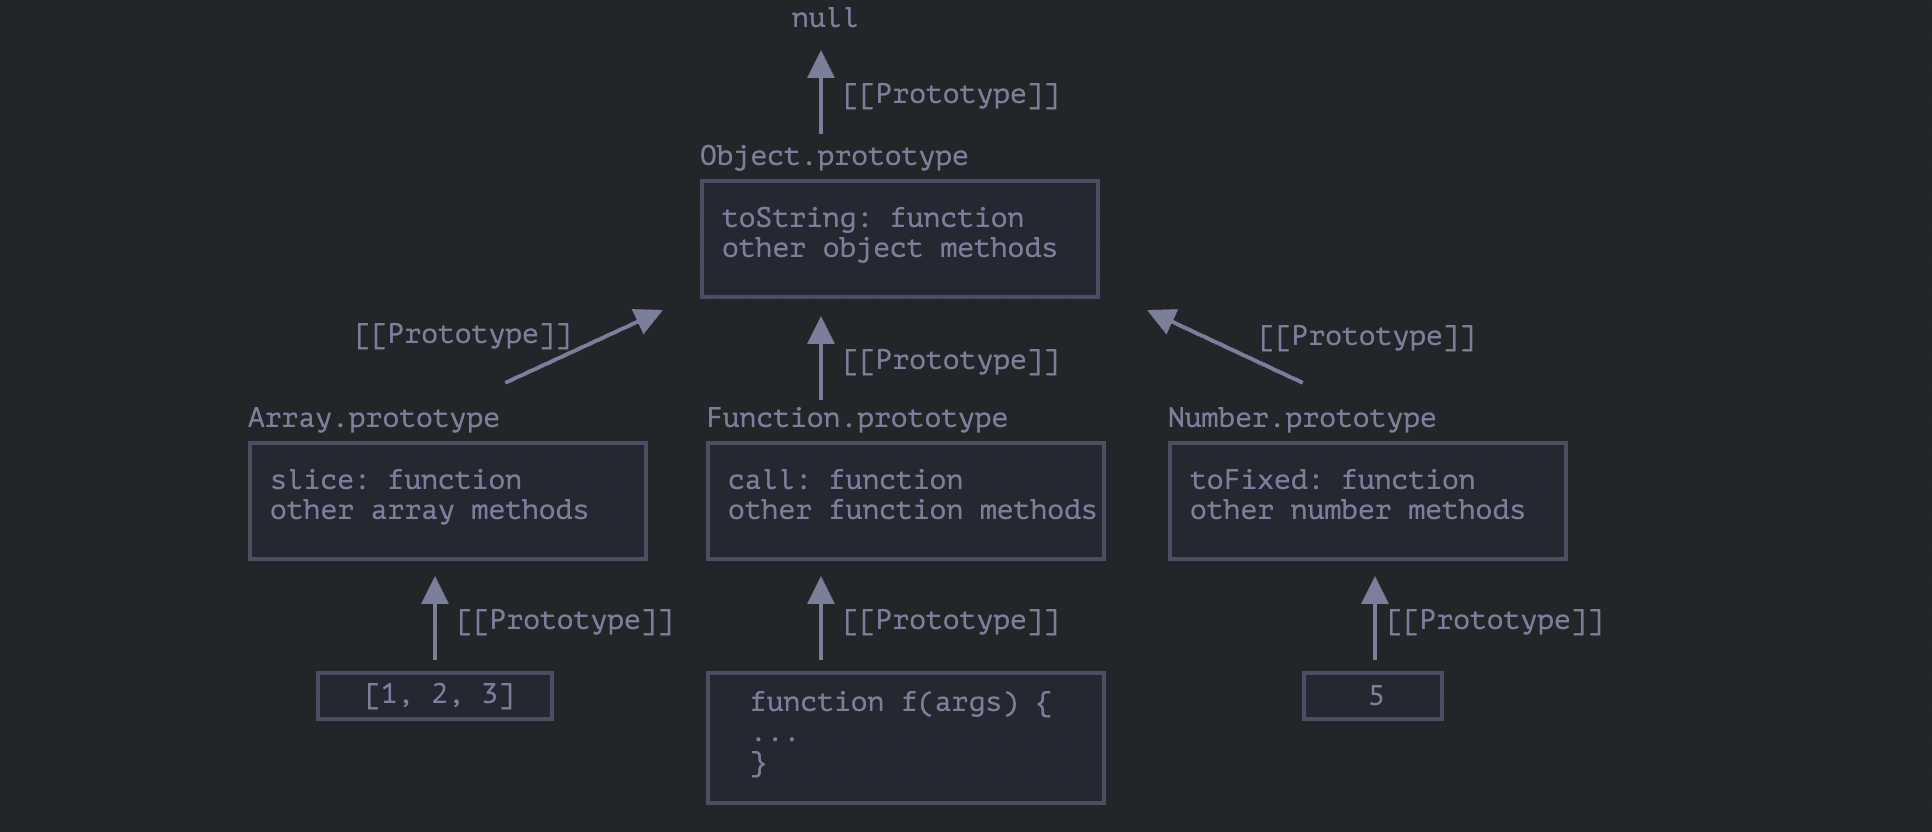 null
[[Prototype]]
Object.prototype
toString: function
other object methods
[[Prototype]]
[[Prototype]]
[[Prototype]]
Array.prototype
slice: function
other array methods
Function.prototype
call: function
other function methods
Number.prototype
toFixed: function
other number methods
[[Prototype]]
[[Prototype]]
[[Prototype]]
[1, 2, 3]
function f(args) {
...
}
5